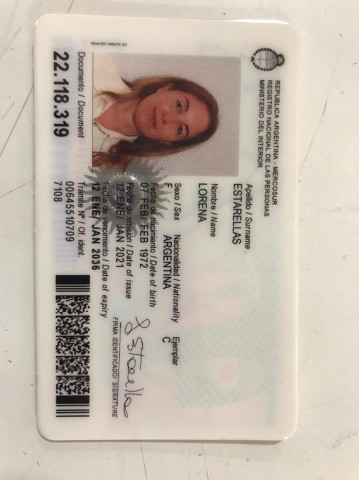 REPUBLICA ARGENTINA - MERCOSUR
REGISTRO NACIONAL DE LAS PERSONAS
MINISTERIO DEL INTERIOR
Apellido / Surname
ESTARELLAS
Nombre / Name
LORENA
Sexo / Sex Nacionalidad / Nationality Ejemplar
F ARGENTINA C
Fecha de nacimiento / Date of birth
07 FEB/ FEB 1972
Fecha de emisión / Date of issue
12 ENE/ JAN 2021
Fecha de vencimiento / Date of expiry
12 ENE/ JAN 2036
Trámite Nº / Of. ident.
00645510709
7108
Documento / Document
22.118.319
Estarellas
FIRMA IDENTIFICADO/ SIGNATURE